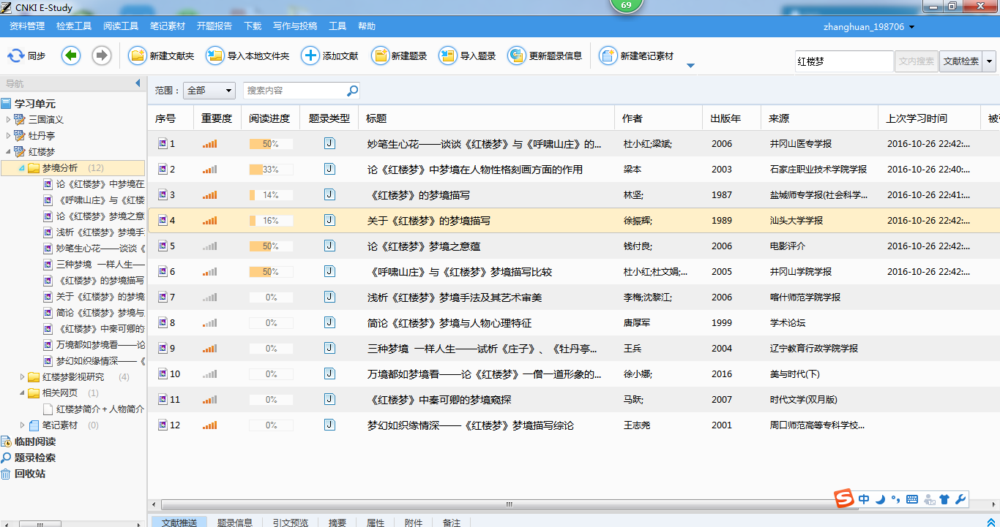 CNKI E-Study
69
资料管理 检索工具 阅读工具 笔记素材 开题报告 下载 写作与投稿 工具 帮助 zhanghuan_198706
同步 新建文献夹 导入本地文件夹 添加文献 新建题录 导入题录 更新题录信息 新建笔记素材 红楼梦 文内搜索 文献检索
导航
学习单元
三国演义
牡丹亭
红楼梦
梦境分析 (12)
论《红楼梦》中梦境在
《呼啸山庄》与《红楼
论《红楼梦》梦境之意
浅析《红楼梦》梦境手
妙笔生心花——谈谈《
三种梦境 一样人生——
《红楼梦》的梦境描写
关于《红楼梦》的梦境
简论《红楼梦》梦境与
《红楼梦》中秦可卿的
万境都如梦境看——论
梦幻如织缘情深——《
红楼梦影视研究 (4)
相关网页 (1)
红楼梦简介+人物简介
笔记素材 (0)
临时阅读
题录检索
回收站
范围： 全部 搜索内容
序号 重要度 阅读进度 题录类型 标题 作者 出版年 来源 上次学习时间
1 50% J 妙笔生心花——谈谈《红楼梦》与《呼啸山庄》的... 杜小红;梁斌; 2006 井冈山医专学报 2016-10-26 22:42:...
2 33% J 论《红楼梦》中梦境在人物性格刻画方面的作用 梁本 2003 石家庄职业技术学院学报 2016-10-26 22:40:...
3 14% J 《红楼梦》的梦境描写 林坚; 1987 盐城师专学报(社会科学... 2016-10-26 22:41:...
4 16% J 关于《红楼梦》的梦境描写 徐振辉; 1989 汕头大学学报 2016-10-26 22:42:...
5 50% J 论《红楼梦》梦境之意蕴 钱付良; 2006 电影评介 2016-10-26 22:42:...
6 50% J 《呼啸山庄》与《红楼梦》梦境描写比较 杜小红;杜文娟;... 2005 井冈山学院学报 2016-10-26 22:42:...
7 0% J 浅析《红楼梦》梦境手法及其艺术审美 李梅;沈黎江; 2006 喀什师范学院学报
8 0% J 简论《红楼梦》梦境与人物心理特征 唐厚军 1999 学术论坛
9 0% J 三种梦境 一样人生——试析《庄子》、《牡丹亭... 王兵 2004 辽宁教育行政学院学报
10 0% J 万境都如梦境看——论《红楼梦》一僧一道形象的... 徐小娜; 2016 美与时代(下)
11 0% J 《红楼梦》中秦可卿的梦境窥探 马跃; 2007 时代文学(双月版)
12 0% J 梦幻如织缘情深——《红楼梦》梦境描写综论 王志尧 2001 周口师范高等专科学校...
S 中
文献推送 题录信息 引文预览 摘要 属性 附件 备注